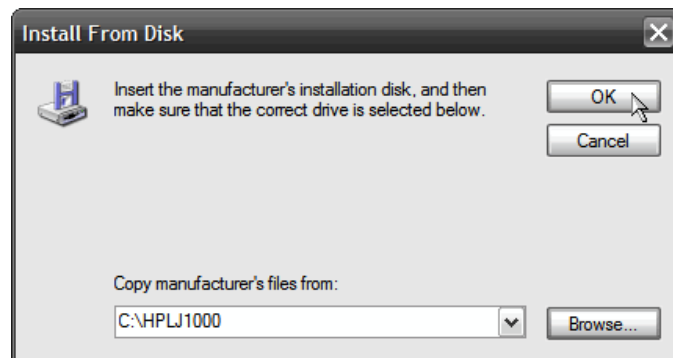 Install From Disk
Insert the manufacturer's installation disk, and then
make sure that the correct drive is selected below.
OK
Cancel
Copy manufacturer's files from:
C:\HPLJ1000
Browse...